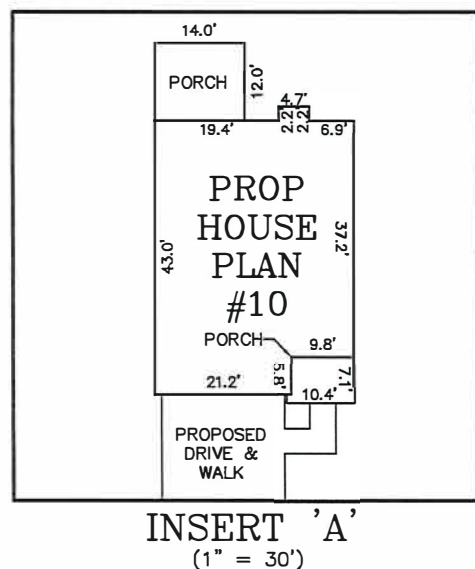 14.0'
PORCH
12.0'
4.7'
19.4'
2.2'
2.2'
6.9'
PROP
HOUSE
PLAN
#10
43.0'
37.2'
PORCH
9.8'
5.8'
7.1'
21.2'
10.4'
PROPOSED
DRIVE &
WALK
INSERT 'A'
(1" = 30')